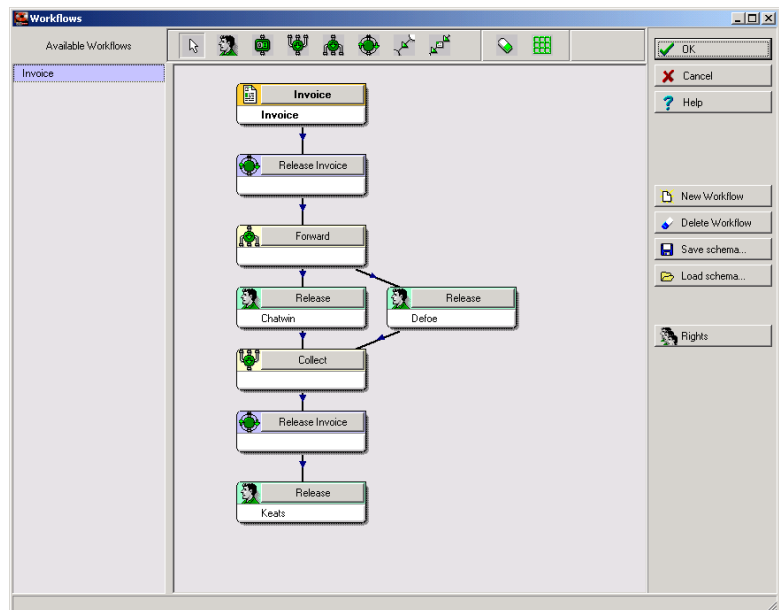 Workflows
Available Workflows
Invoice
Invoice
Invoice
Release Invoice
Forward
Release
Chatwin
Release
Defoe
Collect
Release Invoice
Release
Keats
OK
Cancel
Help
New Workflow
Delete Workflow
Save schema...
Load schema...
Rights